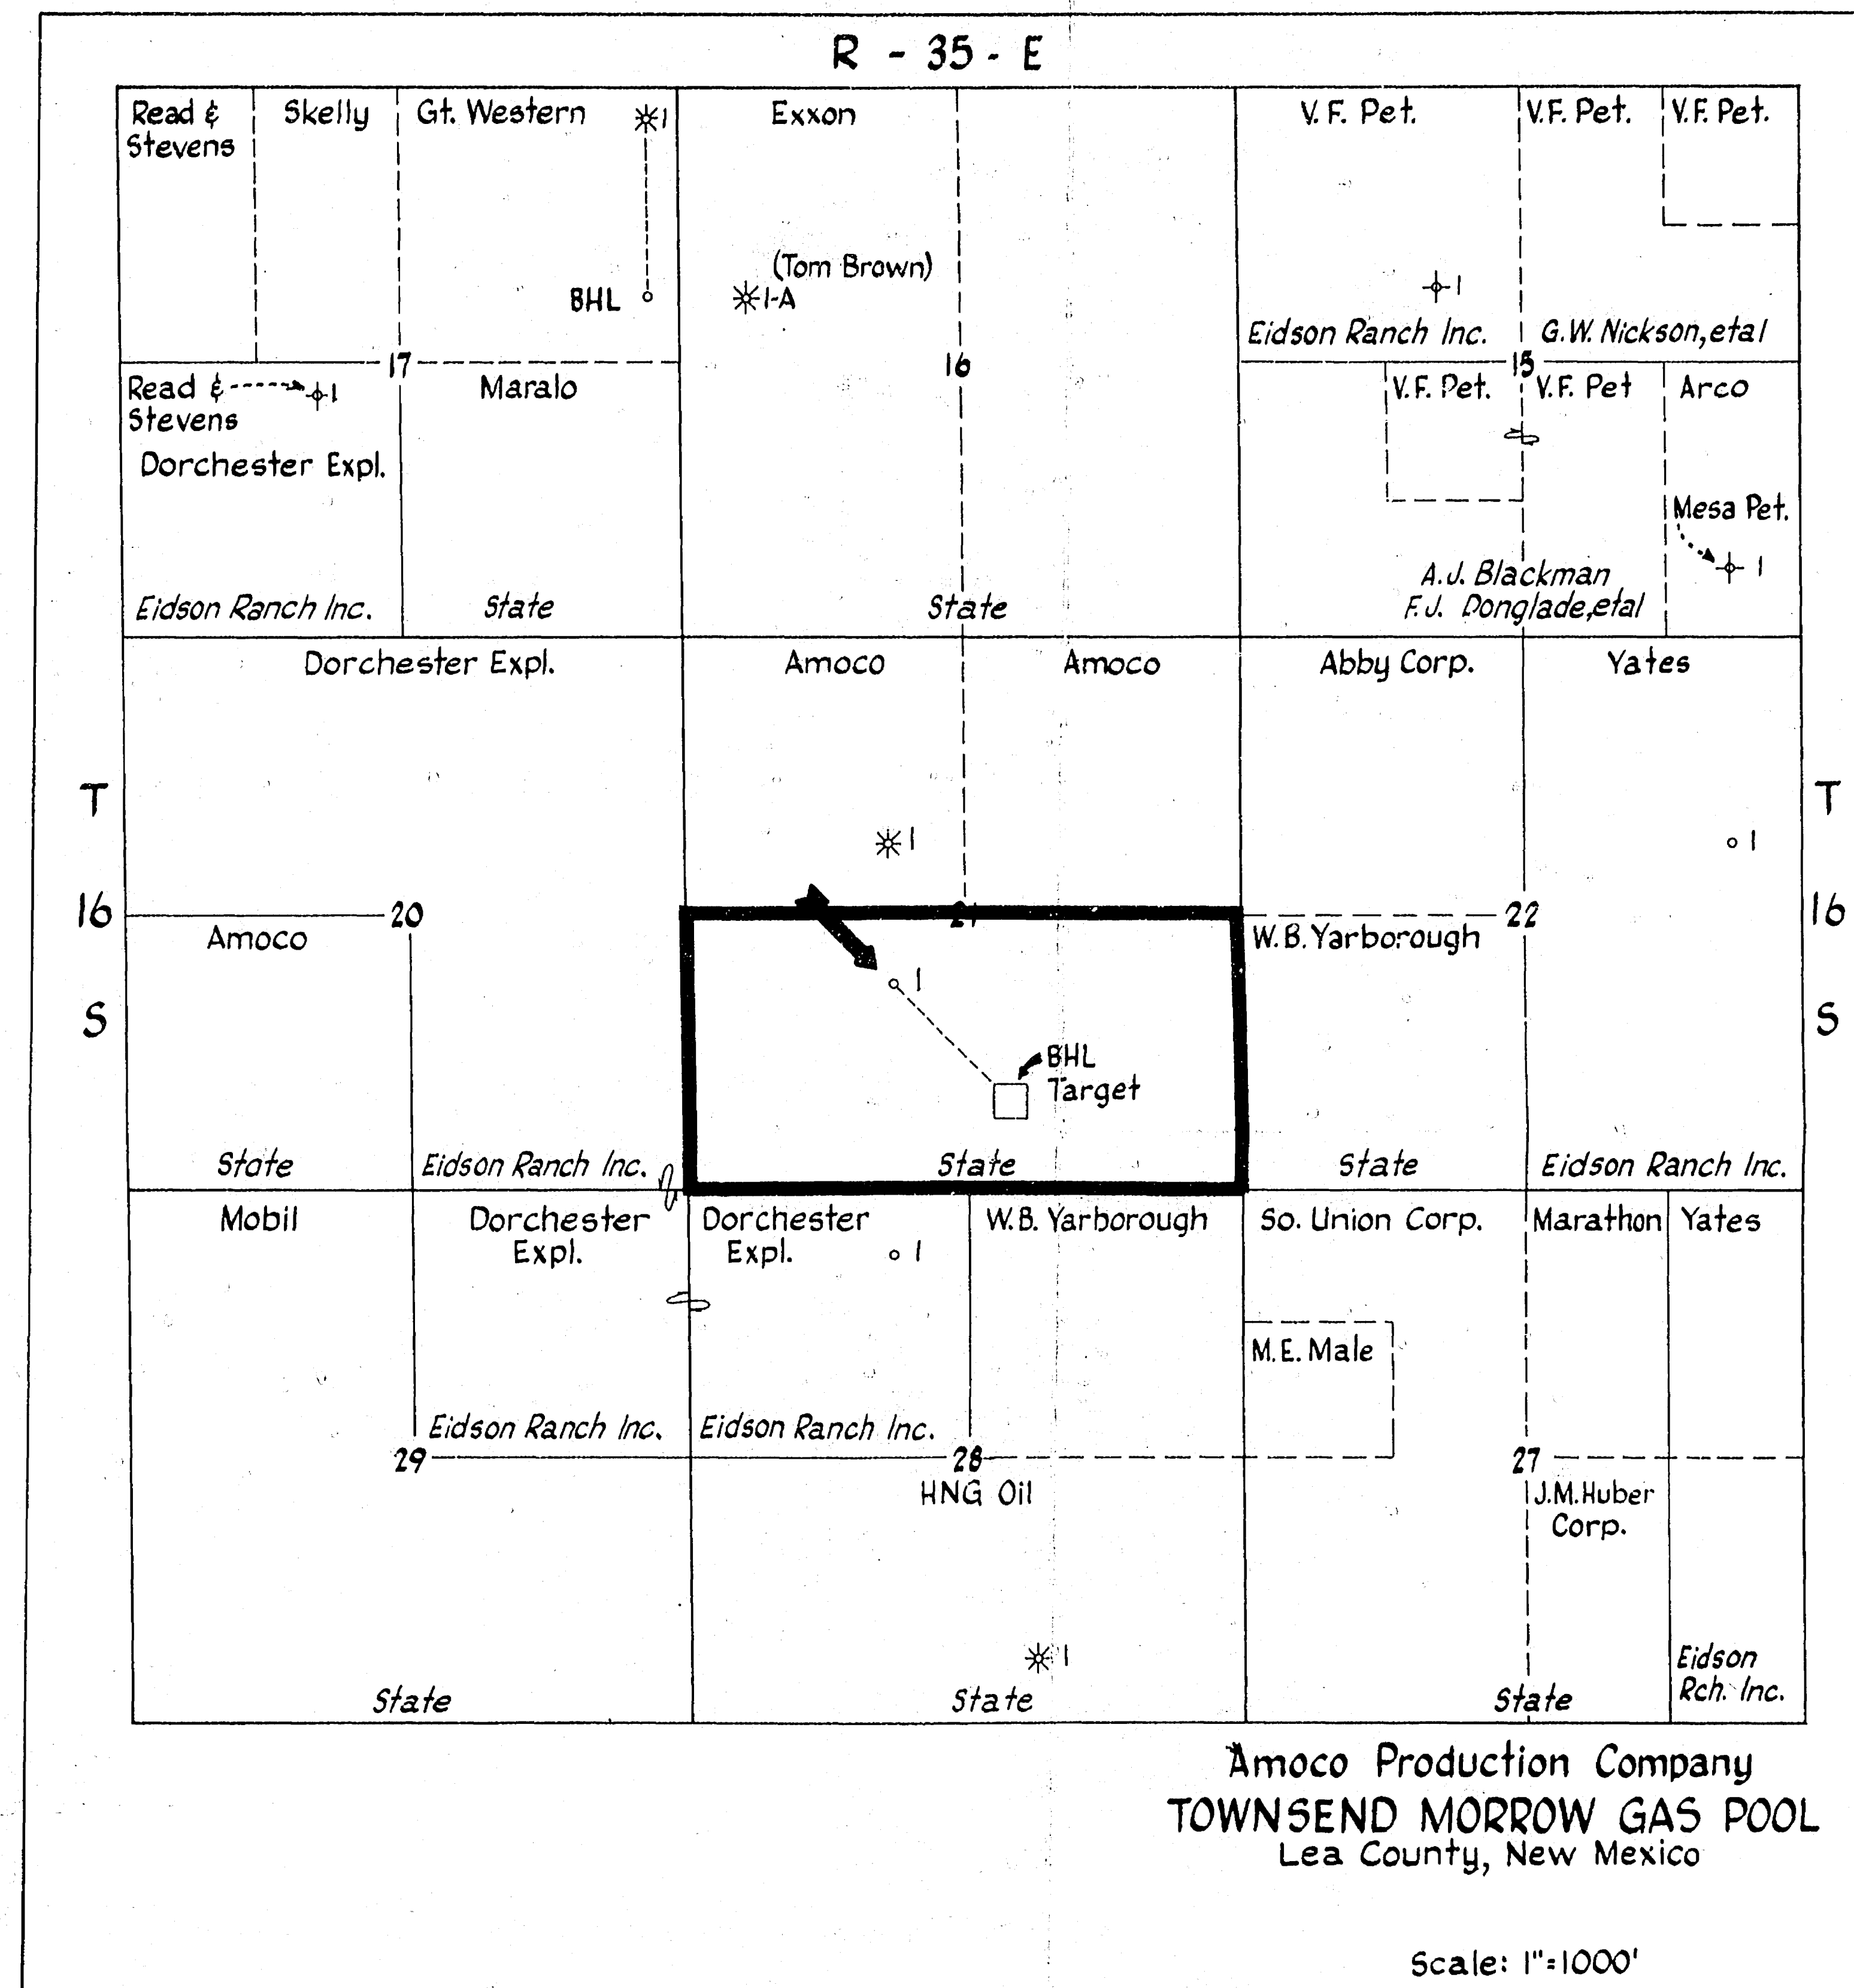 R - 35 - E
Read &
Stevens
Skelly
Gt. Western
1
Exxon
V. F. Pet.
V.F. Pet.
V.F. Pet.
(Tom Brown)
BHL
1-A
1
Eidson Ranch Inc.
G.W. Nickson, etal
17
16
15
Read &
Stevens
1
Maralo
V.F. Pet.
V.F. Pet
Arco
Dorchester Expl.
Mesa Pet.
1
A.J. Blackman
F.J. Donglade, etal
Eidson Ranch Inc.
State
State
Dorchester Expl.
Amoco
Amoco
Abby Corp.
Yates
T
T
1
1
16
20
21
22
16
Amoco
W.B. Yarborough
1
S
S
BHL
Target
State
Eidson Ranch Inc.
State
State
Eidson Ranch Inc.
Mobil
Dorchester
Expl.
Dorchester
Expl.
1
W.B. Yarborough
So. Union Corp.
Marathon
Yates
M.E. Male
Eidson Ranch Inc.
Eidson Ranch Inc.
29
28
27
HNG Oil
J.M. Huber
Corp.
1
Eidson
Rch. Inc.
State
State
State
Amoco Production Company
TOWNSEND MORROW GAS POOL
Lea County, New Mexico
Scale: 1"=1000'